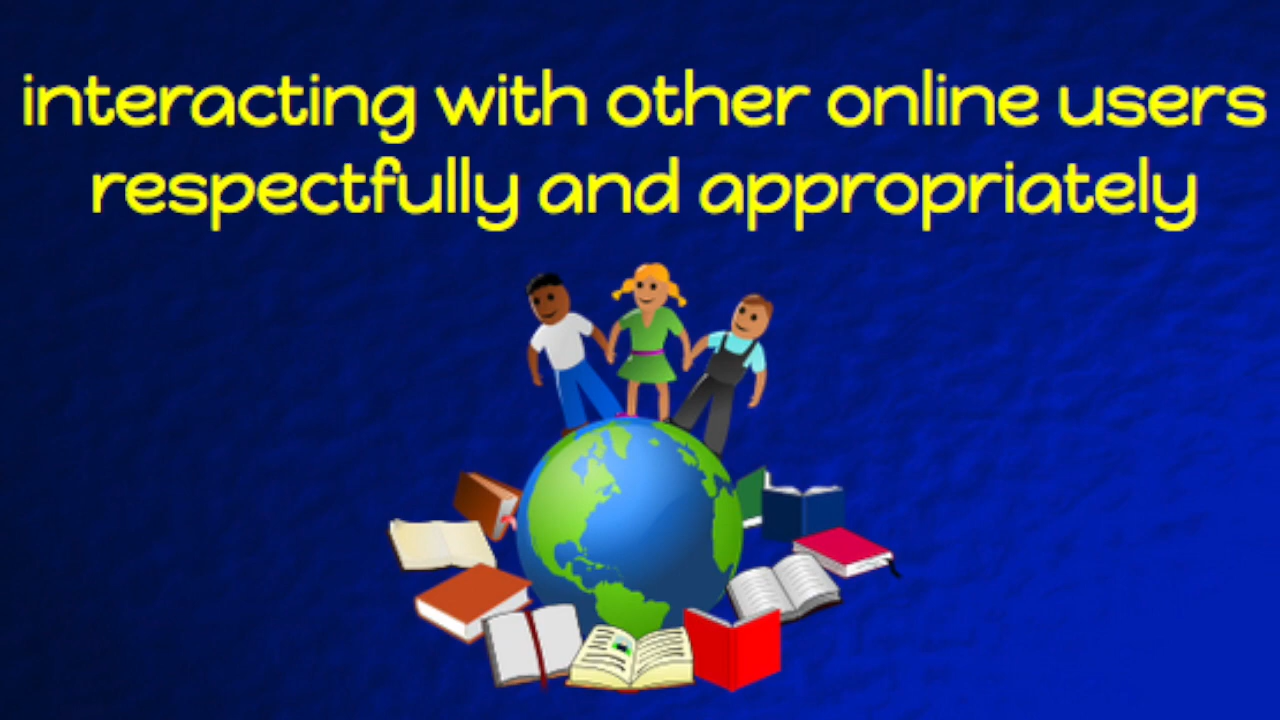 interacting with other online users
respectfully and appropriately